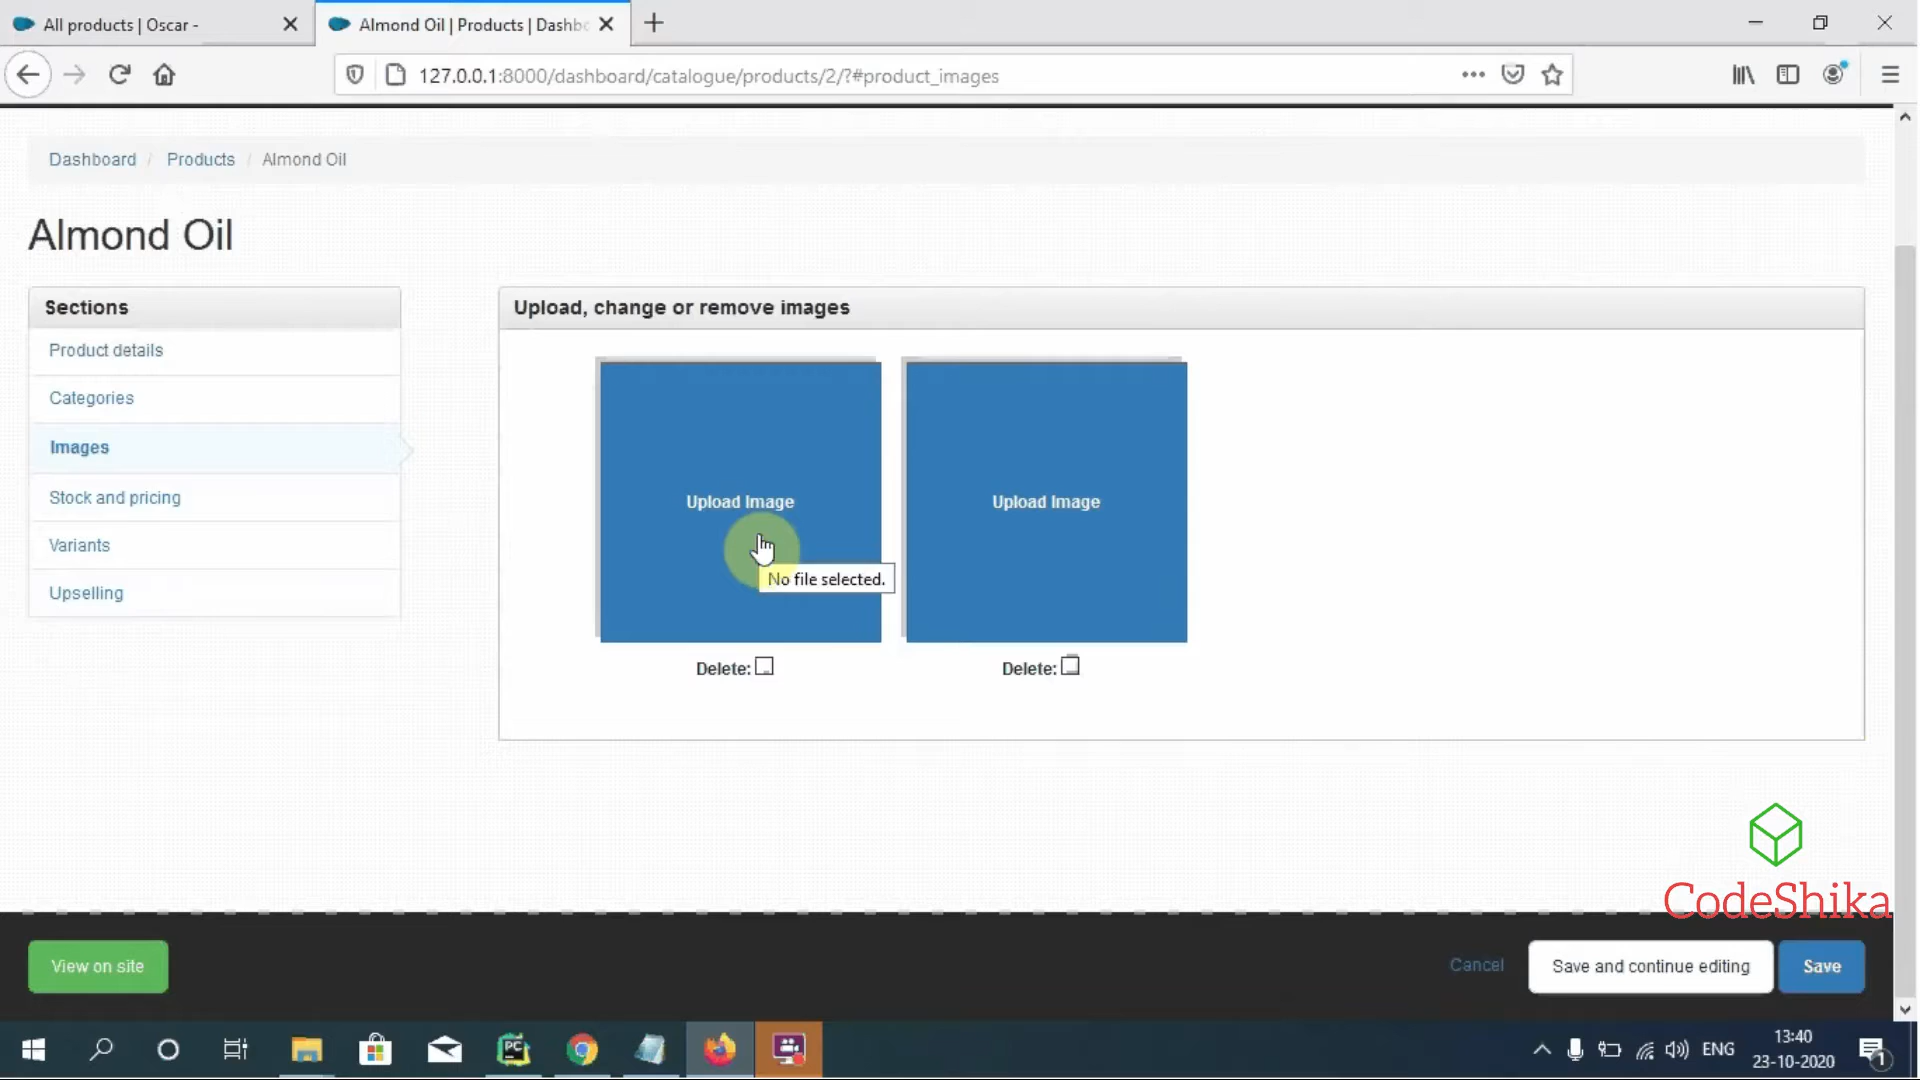 All products | Oscar -
Almond Oil | Products | Dashbo
127.0.0.1:8000/dashboard/catalogue/products/2/?#product_images
Dashboard / Products / Almond Oil
Almond Oil
Sections
Product details
Categories
Images
Stock and pricing
Variants
Upselling
Upload, change or remove images
Upload Image
Upload Image
No file selected.
Delete:
Delete:
CodeShika
View on site
Cancel
Save and continue editing
Save
PC
ENG
13:40
23-10-2020
1